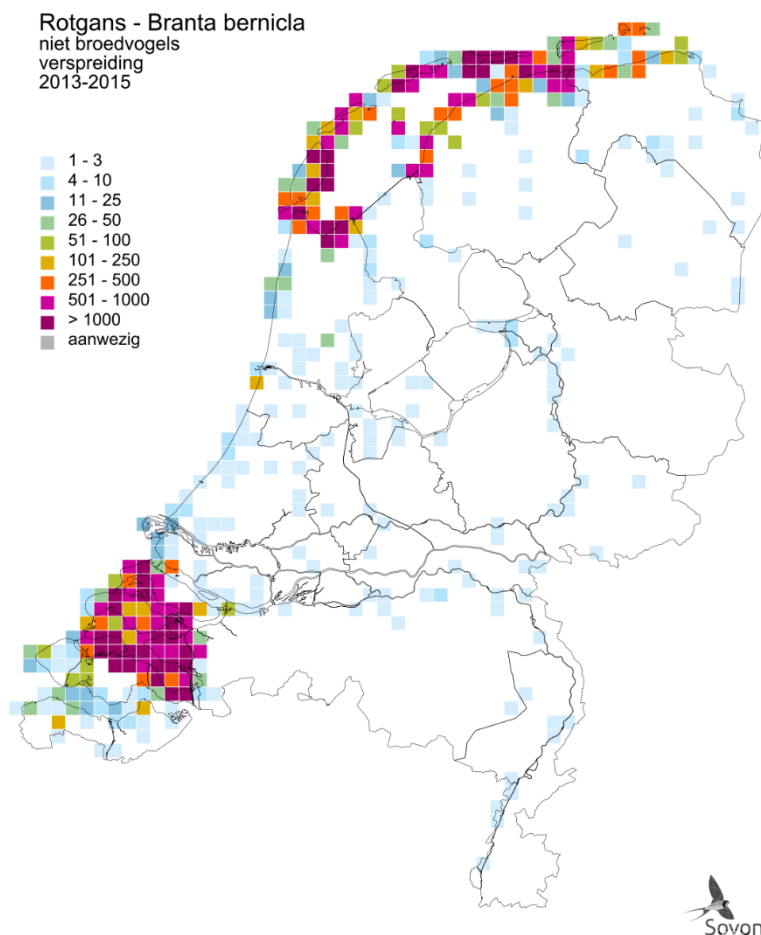 Rotgans - Branta bernicla
niet broedvogels
verspreiding
2013-2015
1 - 3
4 - 10
11 - 25
26 - 50
51 - 100
101 - 250
251 - 500
501 - 1000
> 1000
aanwezig
Sovon